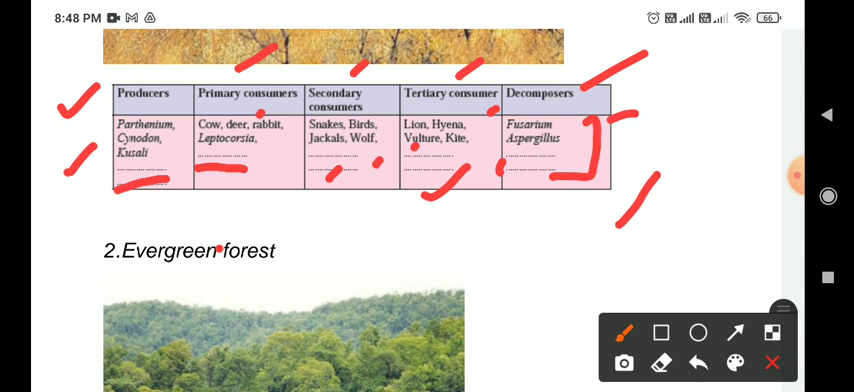 8:48 PM
66
Producers
Primary consumers
Secondary consumers
Tertiary consumer
Decomposers
Parthenium,
Cynodon,
Kusali
.....................
.....................
Cow, deer, rabbit,
Leptocorsia,
.....................
Snakes, Birds,
Jackals, Wolf,
.....................
.....................
Lion, Hyena,
Vulture, Kite,
.....................
.....................
Fusarium
Aspergillus
.....................
.....................
2.Evergreen forest